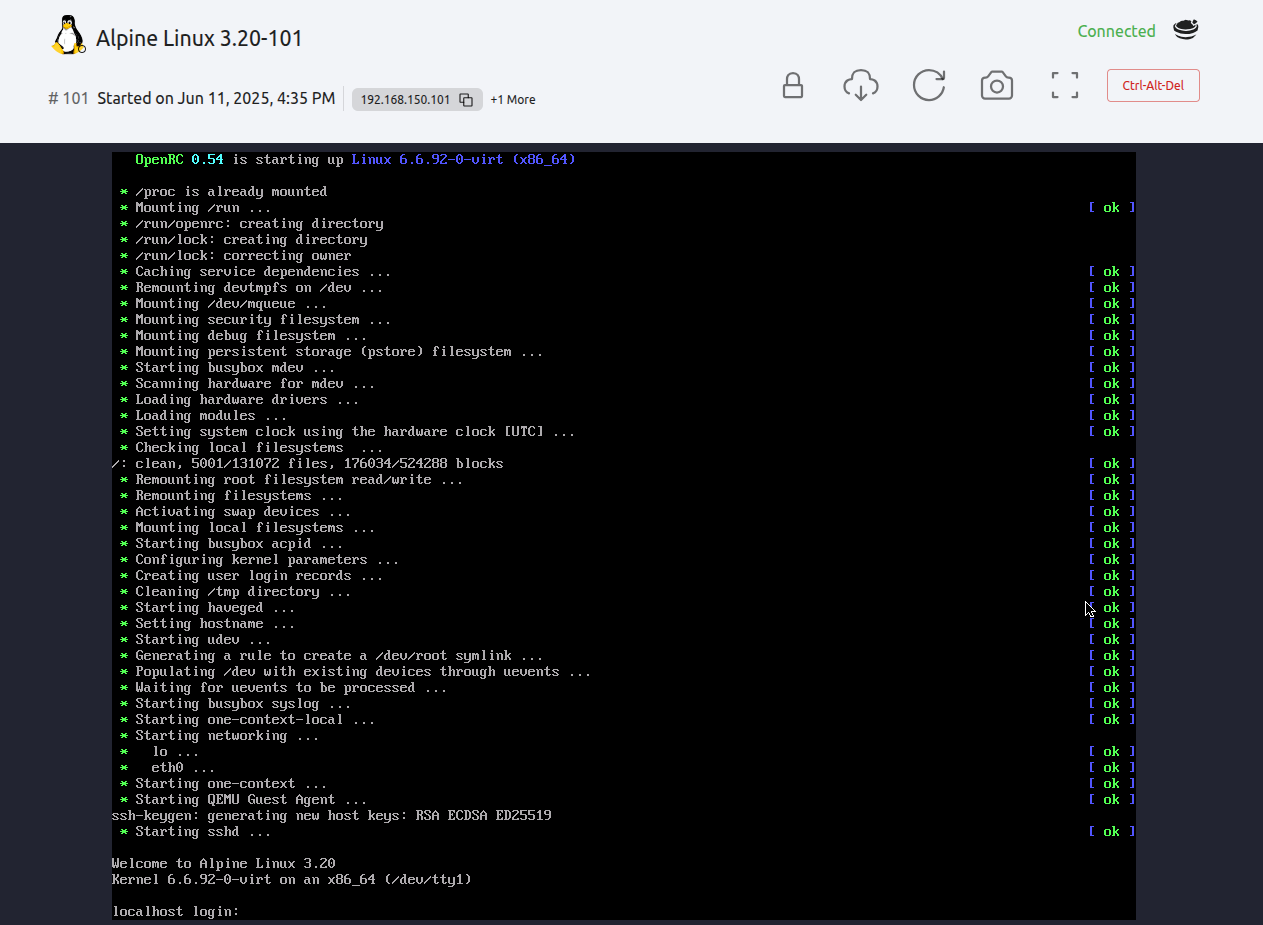 Alpine Linux 3.20-101
Connected
# 101 Started on Jun 11, 2025, 4:35 PM 192.168.150.101 +1 More
Ctrl-Alt-Del
OpenRC 0.54 is starting up Linux 6.6.92-0-virt (x86_64)
* /proc is already mounted
* Mounting /run ... [ ok ]
* /run/openrc: creating directory
* /run/lock: creating directory
* /run/lock: correcting owner
* Caching service dependencies ... [ ok ]
* Remounting devtmpfs on /dev ... [ ok ]
* Mounting /dev/mqueue ... [ ok ]
* Mounting security filesystem ... [ ok ]
* Mounting debug filesystem ... [ ok ]
* Mounting persistent storage (pstore) filesystem ... [ ok ]
* Starting busybox mdev ... [ ok ]
* Scanning hardware for mdev ... [ ok ]
* Loading hardware drivers ... [ ok ]
* Loading modules ... [ ok ]
* Setting system clock using the hardware clock [UTC] ... [ ok ]
* Checking local filesystems  ...
/: clean, 5001/131072 files, 176034/524288 blocks [ ok ]
* Remounting root filesystem read/write ... [ ok ]
* Remounting filesystems ... [ ok ]
* Activating swap devices ... [ ok ]
* Mounting local filesystems ... [ ok ]
* Starting busybox acpid ... [ ok ]
* Configuring kernel parameters ... [ ok ]
* Creating user login records ... [ ok ]
* Cleaning /tmp directory ... [ ok ]
* Starting haveged ... [ ok ]
* Setting hostname ... [ ok ]
* Starting udev ... [ ok ]
* Generating a rule to create a /dev/root symlink ... [ ok ]
* Populating /dev with existing devices through uevents ... [ ok ]
* Waiting for uevents to be processed ... [ ok ]
* Starting busybox syslog ... [ ok ]
* Starting one-context-local ... [ ok ]
* Starting networking ...
*   lo ... [ ok ]
*   eth0 ... [ ok ]
* Starting one-context ... [ ok ]
* Starting QEMU Guest Agent ... [ ok ]
ssh-keygen: generating new host keys: RSA ECDSA ED25519
* Starting sshd ... [ ok ]
Welcome to Alpine Linux 3.20
Kernel 6.6.92-0-virt on an x86_64 (/dev/tty1)
localhost login: